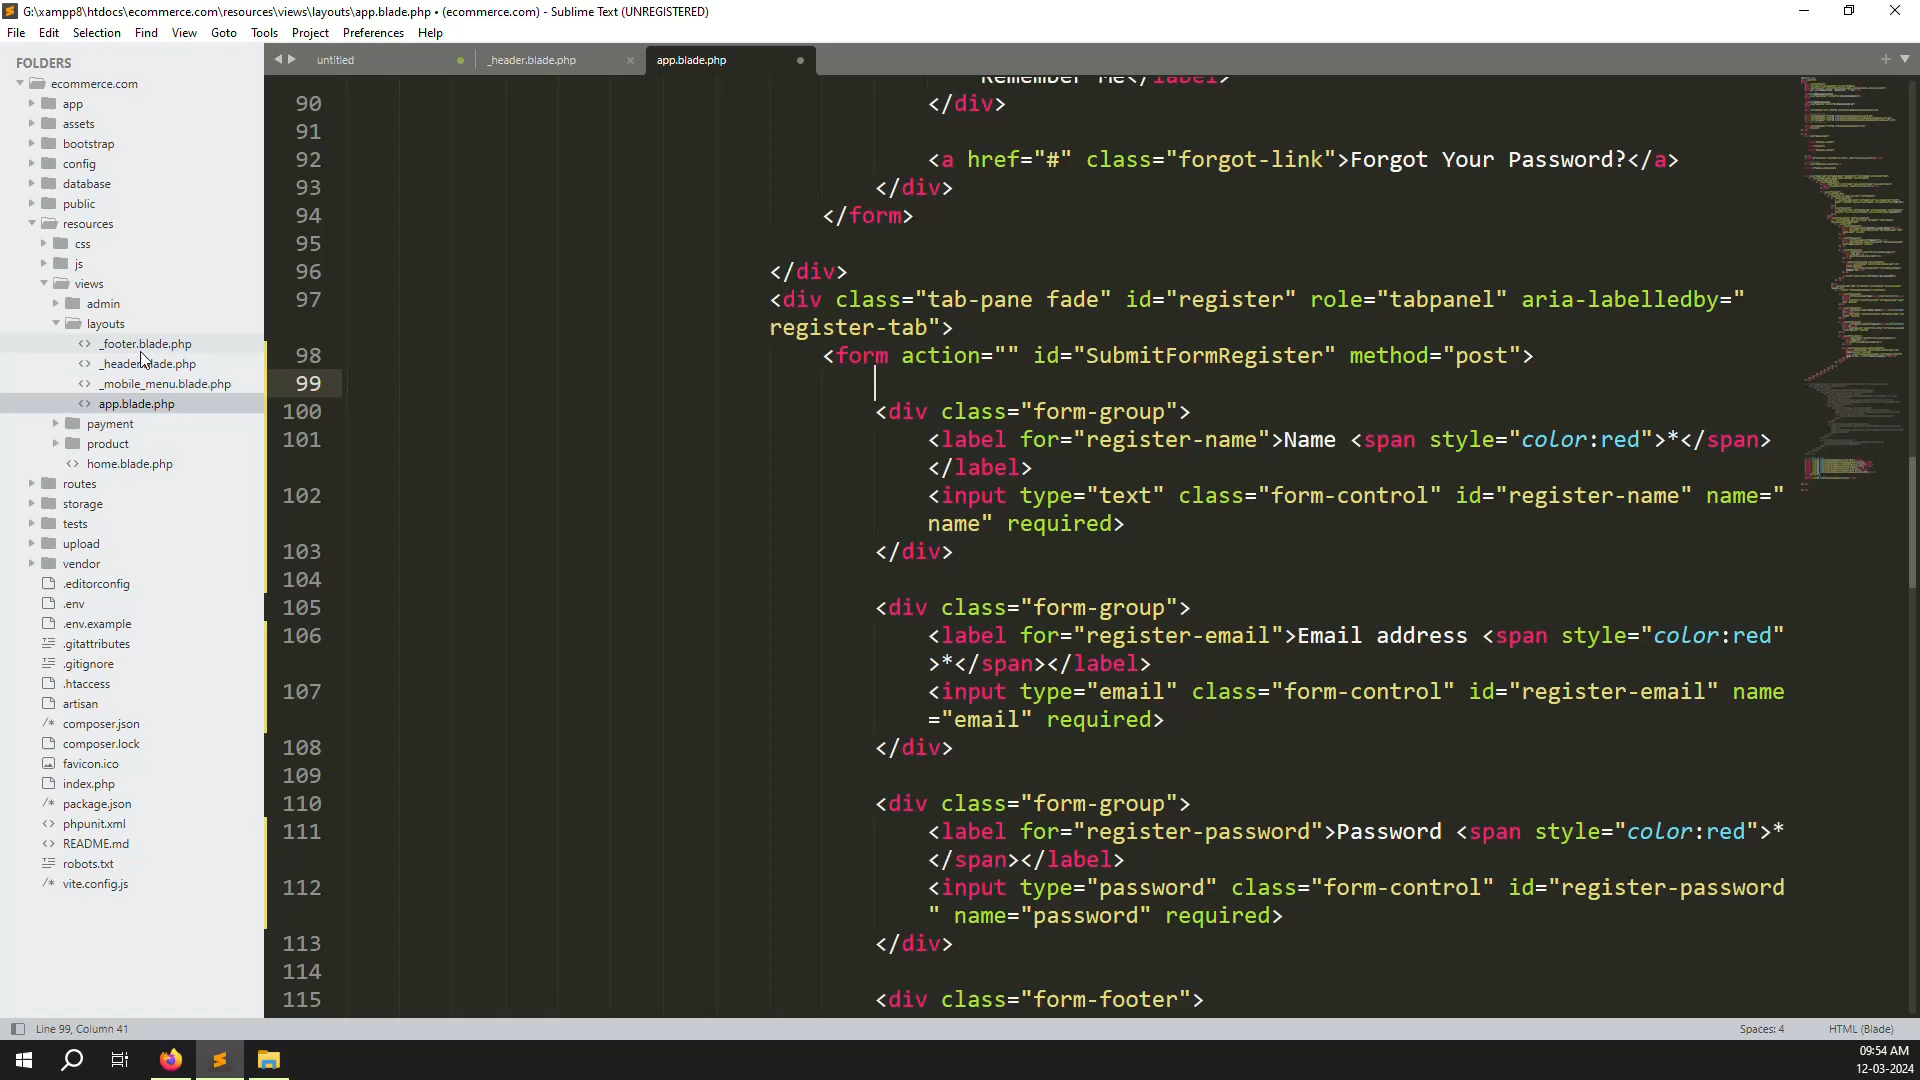 G:\xampp8\htdocs\ecommerce.com\resources\views\layouts\app.blade.php • (ecommerce.com) - Sublime Text (UNREGISTERED)
File Edit Selection Find View Goto Tools Project Preferences Help
FOLDERS
ecommerce.com
app
assets
bootstrap
config
database
public
resources
css
js
views
admin
layouts
_footer.blade.php
_header.blade.php
_mobile_menu.blade.php
app.blade.php
payment
product
home.blade.php
routes
storage
tests
upload
vendor
.editorconfig
.env
.env.example
.gitattributes
.gitignore
.htaccess
artisan
composer.json
composer.lock
favicon.ico
index.php
package.json
phpunit.xml
README.md
robots.txt
vite.config.js
untitled _header.blade.php app.blade.php
Remember Me</label>
90 </div>
91
92 <a href="#" class="forgot-link">Forgot Your Password?</a>
93 </div>
94 </form>
95
96 </div>
97 <div class="tab-pane fade" id="register" role="tabpanel" aria-labelledby="
register-tab">
98 <form action="" id="SubmitFormRegister" method="post">
99
100 <div class="form-group">
101 <label for="register-name">Name <span style="color:red">*</span>
</label>
102 <input type="text" class="form-control" id="register-name" name="
name" required>
103 </div>
104
105 <div class="form-group">
106 <label for="register-email">Email address <span style="color:red"
>*</span></label>
107 <input type="email" class="form-control" id="register-email" name
="email" required>
108 </div>
109
110 <div class="form-group">
111 <label for="register-password">Password <span style="color:red">*
</span></label>
112 <input type="password" class="form-control" id="register-password
" name="password" required>
113 </div>
114
115 <div class="form-footer">
Line 99, Column 41
Spaces: 4 HTML (Blade)
09:54 AM
12-03-2024